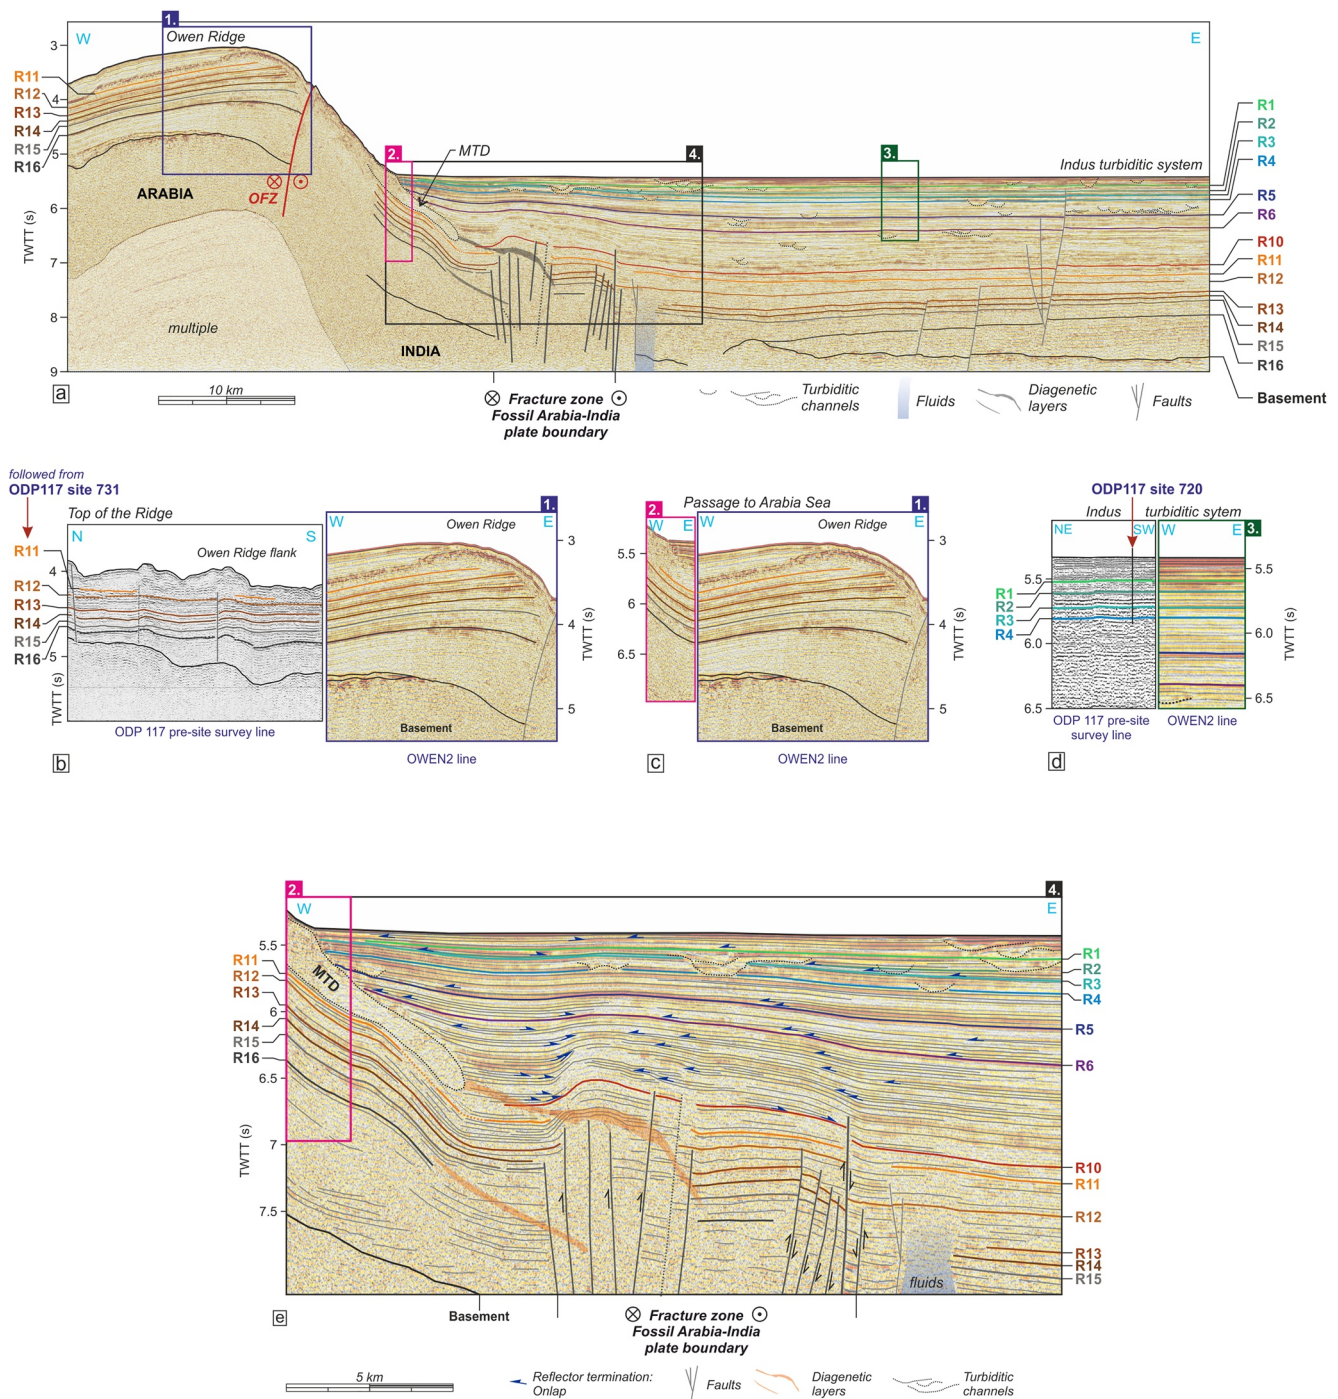 1.
W
Owen Ridge
E
3
4
5
6
7
8
9
TWTT (s)
R11
R12
R13
R14
R15
R16
ARABIA
OFZ
multiple
INDIA
2.
MTD
4.
3.
Indus turbiditic system
R1
R2
R3
R4
R5
R6
R10
R11
R12
R13
R14
R15
R16
Basement
a
10 km
Fracture zone
Fossil Arabia-India
plate boundary
Turbiditic
channels
Fluids
Diagenetic
layers
Faults
followed from
ODP117 site 731
Top of the Ridge
N
S
Owen Ridge flank
R11
R12
R13
R14
R15
R16
4
5
TWTT (s)
ODP 117 pre-site survey line
b
1.
W
Owen Ridge
E
3
4
5
TWTT (s)
Basement
OWEN2 line
Passage to Arabia Sea
2.
W
E
5.5
6
6.5
c
1.
W
Owen Ridge
E
3
4
5
TWTT (s)
Basement
OWEN2 line
ODP117 site 720
Indus
turbiditic sytem
NE
SW
W
E
3.
5.5
6.0
6.5
R1
R2
R3
R4
5.5
6.0
6.5
TWTT (s)
ODP 117 pre-site
survey line
OWEN2 line
d
2.
W
4.
E
5.5
6
6.5
7
7.5
TWTT (s)
R11
R12
R13
R14
R15
R16
MTD
R1
R2
R3
R4
R5
R6
R10
R11
R12
R13
R14
R15
fluids
e
Basement
Fracture zone
Fossil Arabia-India
plate boundary
5 km
Reflector termination:
Onlap
Faults
Diagenetic
layers
Turbiditic
channels